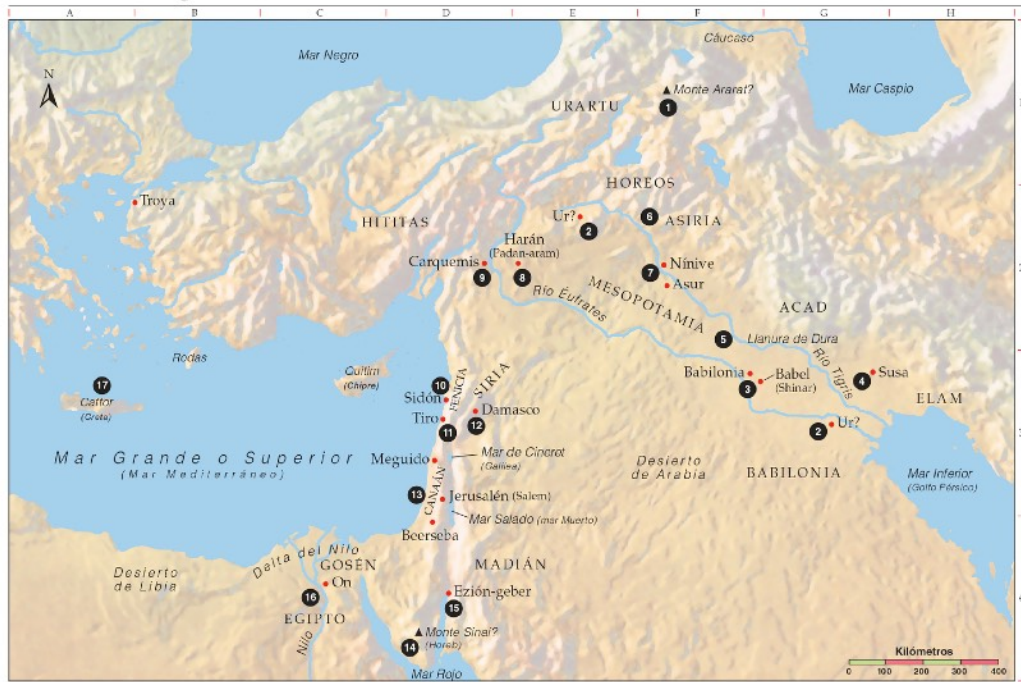 A B C D E F G H
N
Mar Negro
Cáucaso
Mar Caspio
Monte Ararat?
1
URARTU
HOREOS
Troya
HITITAS
Ur?
2
6
ASIRIA
Harán
(Padan-aram)
Carquemis
9
8
7
Nínive
Asur
MESOPOTAMIA
Río Éufrates
ACAD
5
Llanura de Dura
Río Tigris
Rodas
Quitim
(Chipre)
17
Caftor
(Creta)
10
FENICIA
SIRIA
Sidón
Tiro
11
Damasco
12
Babilonia
3
Babel
(Shinar)
4
Susa
ELAM
2
Ur?
Mar Grande o Superior
(Mar Mediterráneo)
Meguido
Mar de Cineret
(Galilea)
Desierto
de Arabia
BABILONIA
Mar Inferior
(Golfo Pérsico)
13
CANAÁN
Jerusalén (Salem)
Mar Salado (mar Muerto)
Beerseba
Desierto
de Libia
Delta del Nilo
GOSÉN
On
16
EGIPTO
Nilo
MADIÁN
Ezión-geber
15
Monte Sinaí?
(Horeb)
14
Mar Rojo
Kilómetros
0 100 200 300 400